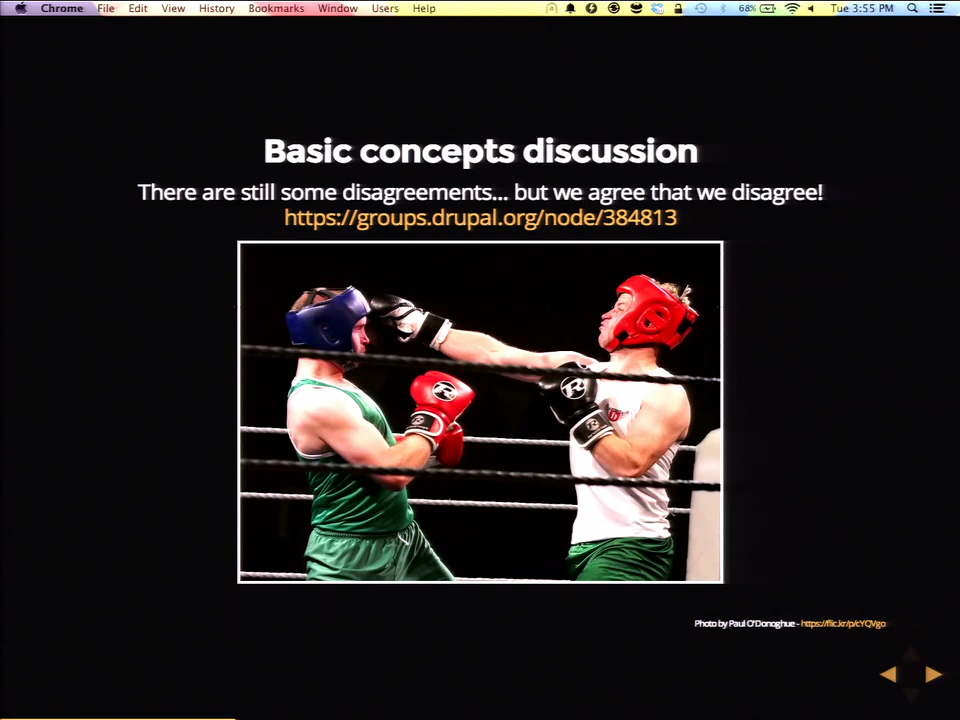 Chrome File Edit View History Bookmarks Window Users Help 68% Tue 3:55 PM
Basic concepts discussion
There are still some disagreements... but we agree that we disagree!
https://groups.drupal.org/node/384813
R
R
Photo by Paul O'Donoghue - https://flic.kr/p/cYQVgo